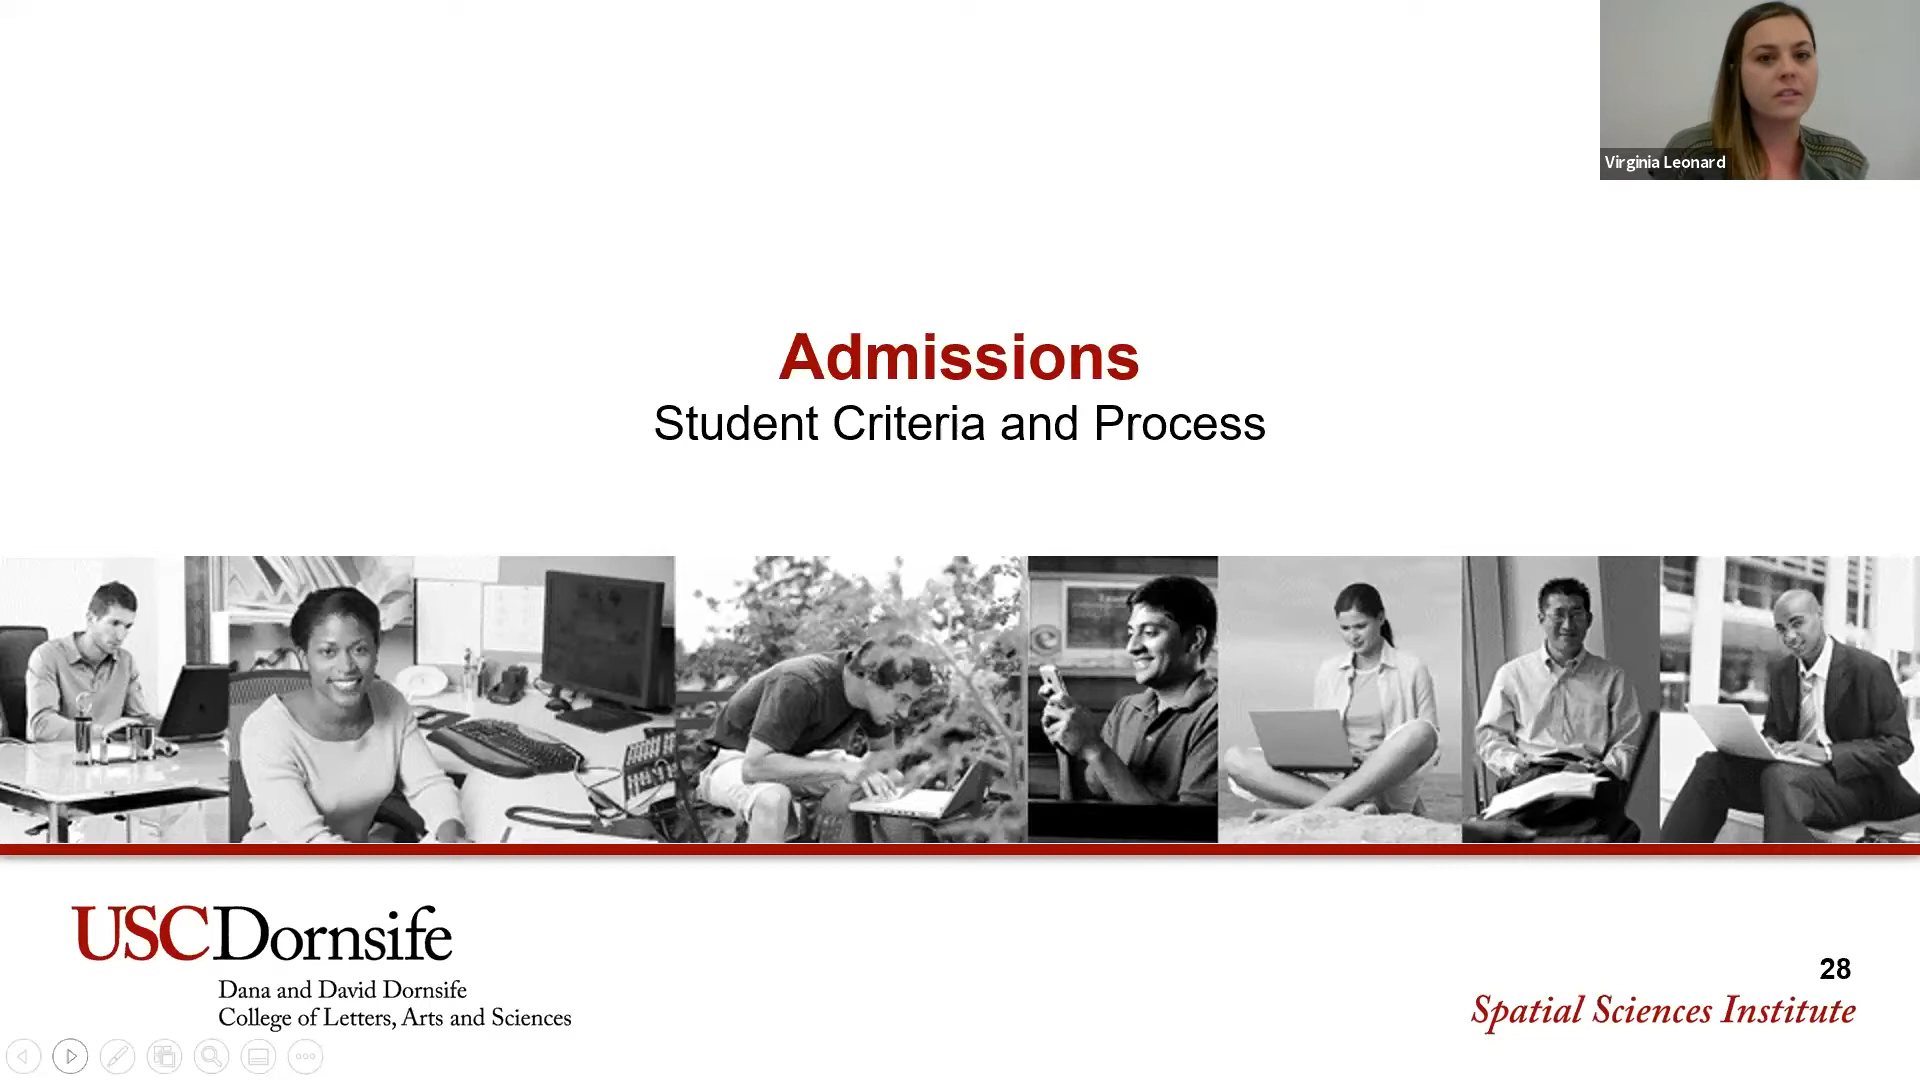 Virginia Leonard
Admissions
Student Criteria and Process
USCDornsife
Dana and David Dornsife
College of Letters, Arts and Sciences
28
Spatial Sciences Institute